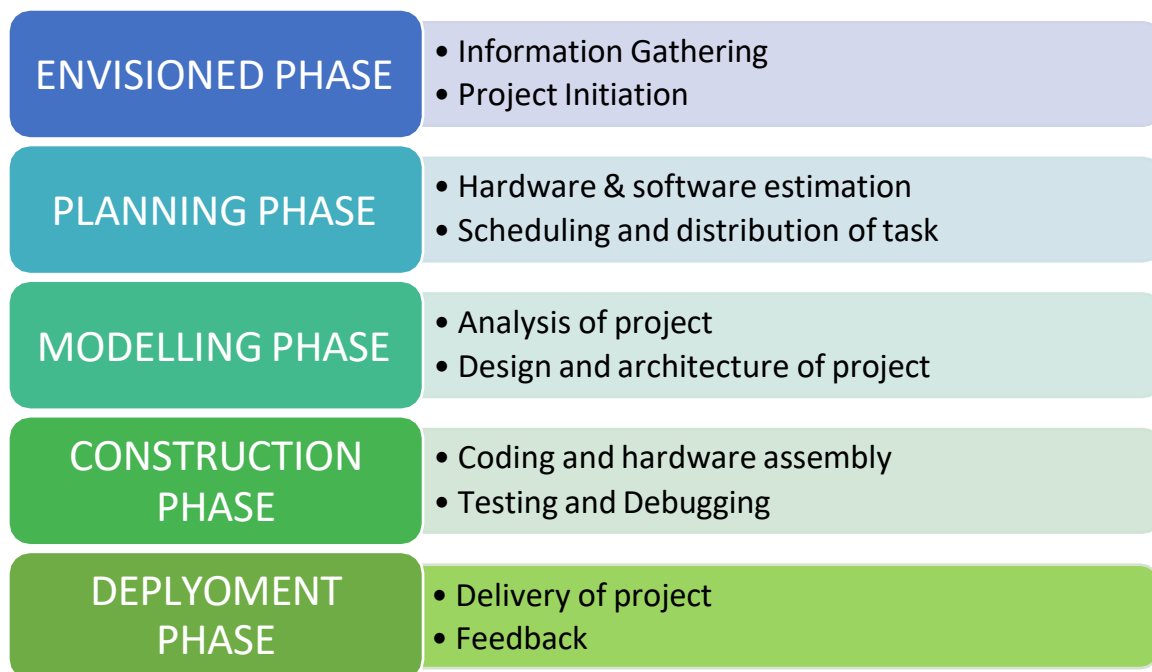 ENVISIONED PHASE
• Information Gathering
• Project Initiation
PLANNING PHASE
• Hardware & software estimation
• Scheduling and distribution of task
MODELLING PHASE
• Analysis of project
• Design and architecture of project
CONSTRUCTION
PHASE
• Coding and hardware assembly
• Testing and Debugging
DEPLYOMENT
PHASE
• Delivery of project
• Feedback